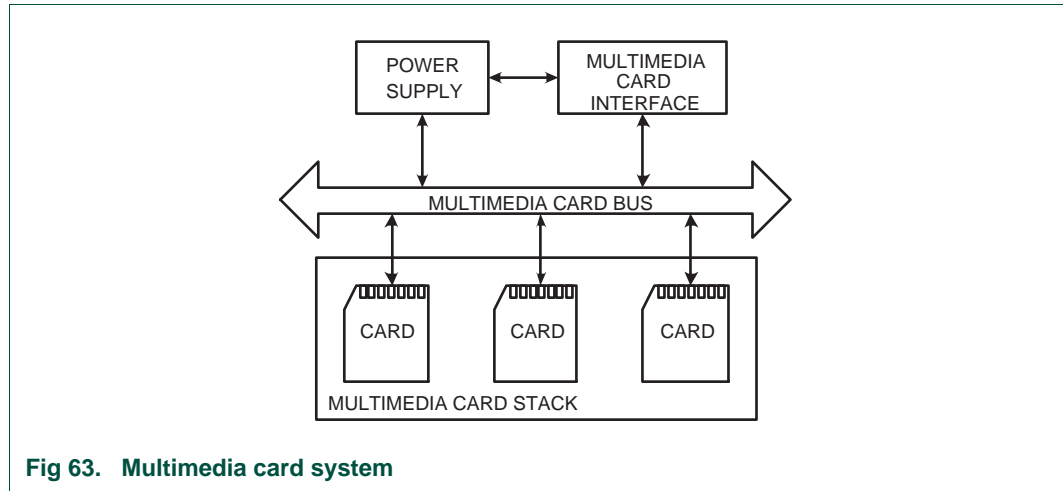 POWER
SUPPLY
MULTIMEDIA
CARD
INTERFACE
MULTIMEDIA CARD BUS
CARD
CARD
CARD
MULTIMEDIA CARD STACK
Fig 63. Multimedia card system